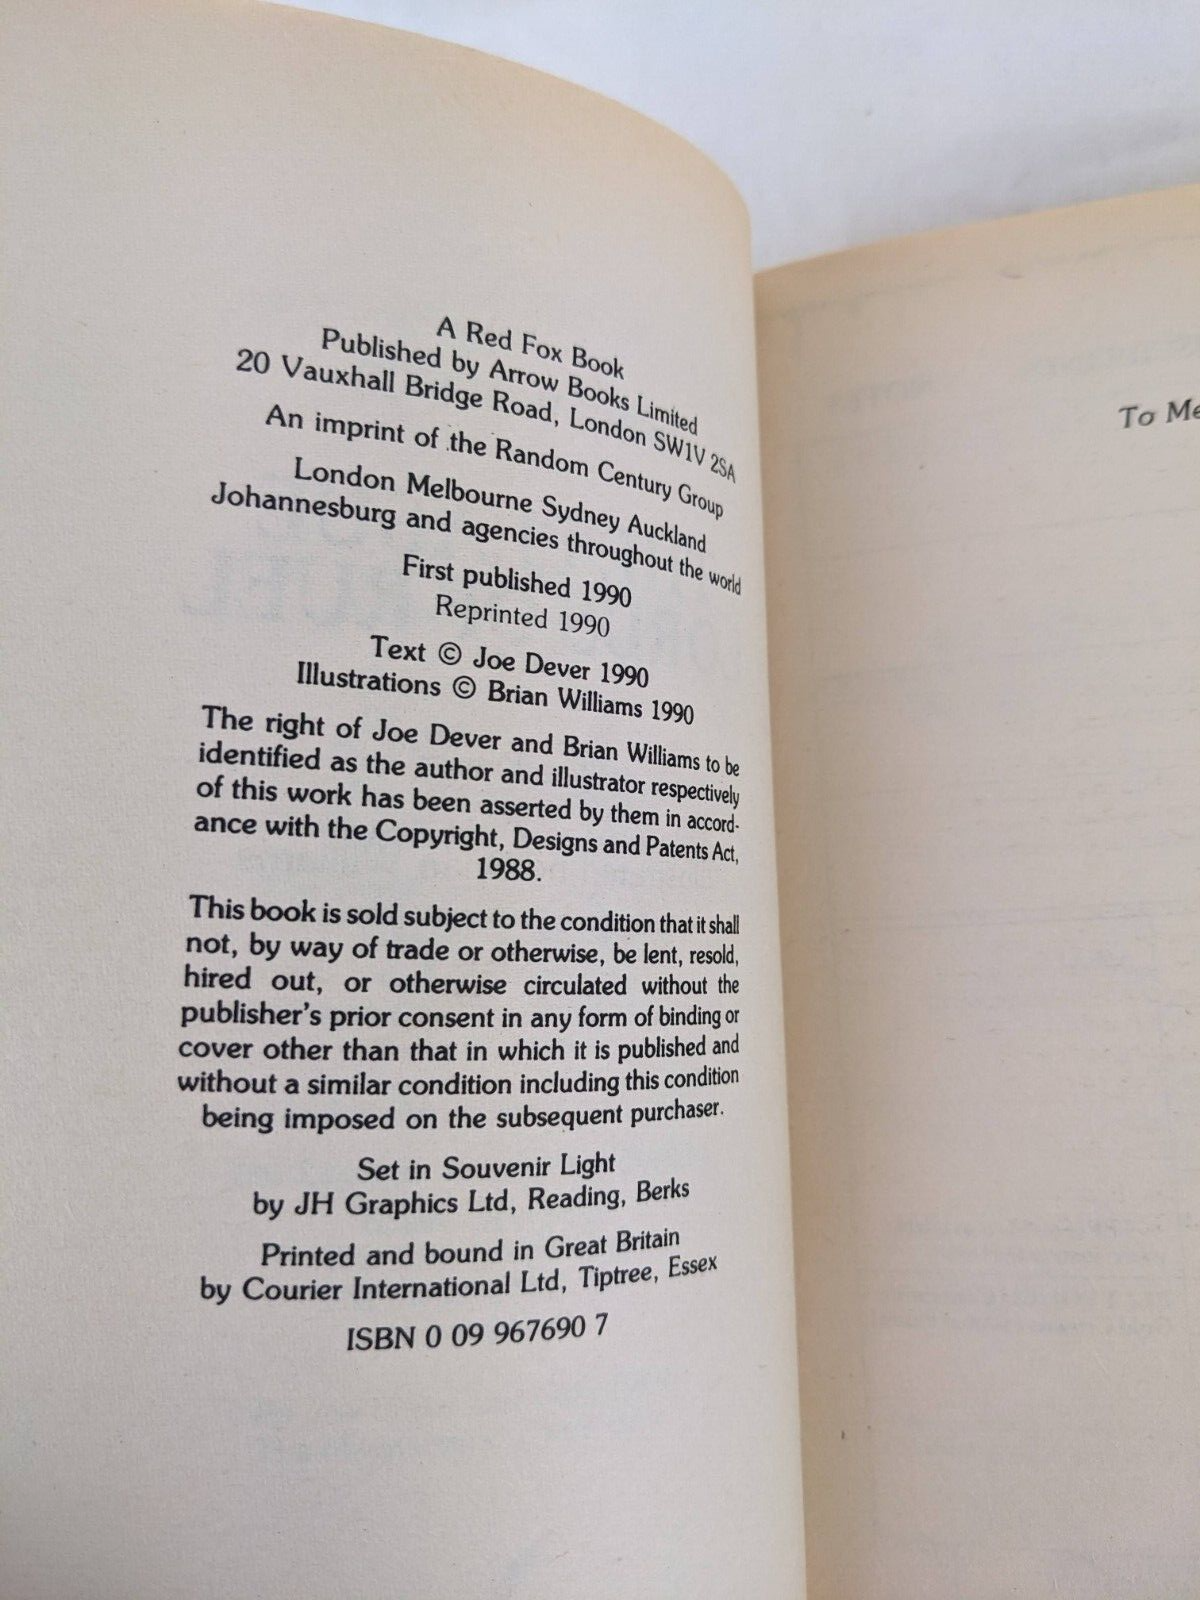 A Red Fox Book
Published by Arrow Books Limited
20 Vauxhall Bridge Road, London SW1V 2SA
An imprint of the Random Century Group
London Melbourne Sydney Auckland
Johannesburg and agencies throughout the world
First published 1990
Reprinted 1990
Text © Joe Dever 1990
Illustrations © Brian Williams 1990
The right of Joe Dever and Brian Williams to be
identified as the author and illustrator respectively
of this work has been asserted by them in accord-
ance with the Copyright, Designs and Patents Act,
1988.
This book is sold subject to the condition that it shall
not, by way of trade or otherwise, be lent, resold,
hired out, or otherwise circulated without the
publisher's prior consent in any form of binding or
cover other than that in which it is published and
without a similar condition including this condition
being imposed on the subsequent purchaser.
Set in Souvenir Light
by JH Graphics Ltd, Reading, Berks
Printed and bound in Great Britain
by Courier International Ltd, Tiptree, Essex
ISBN 0 09 967690 7
To